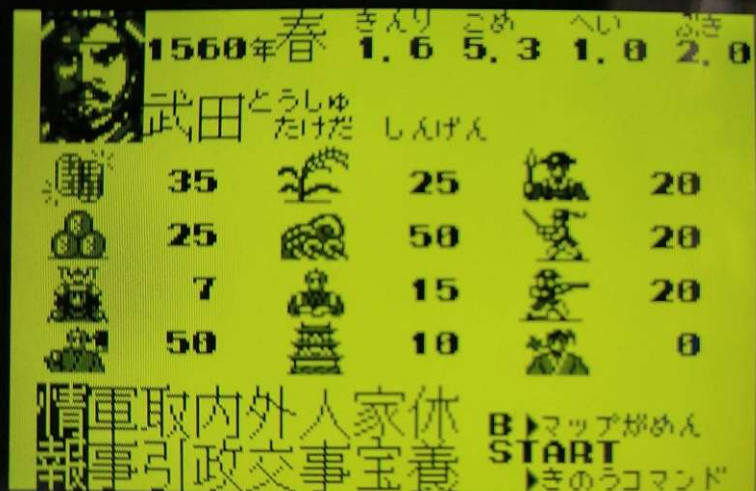 きんり ごめ へい ぶき
1560年春 1.6 5.3 1.0 2.0
武田 とうしゅ
たけだ しんげん
35 25 20
25 50 20
7 15 20
50 10 0
情報 軍事 取引 内政 外交 人事 家宝 休養
B▶マップがめん
START
▶きのうコマンド